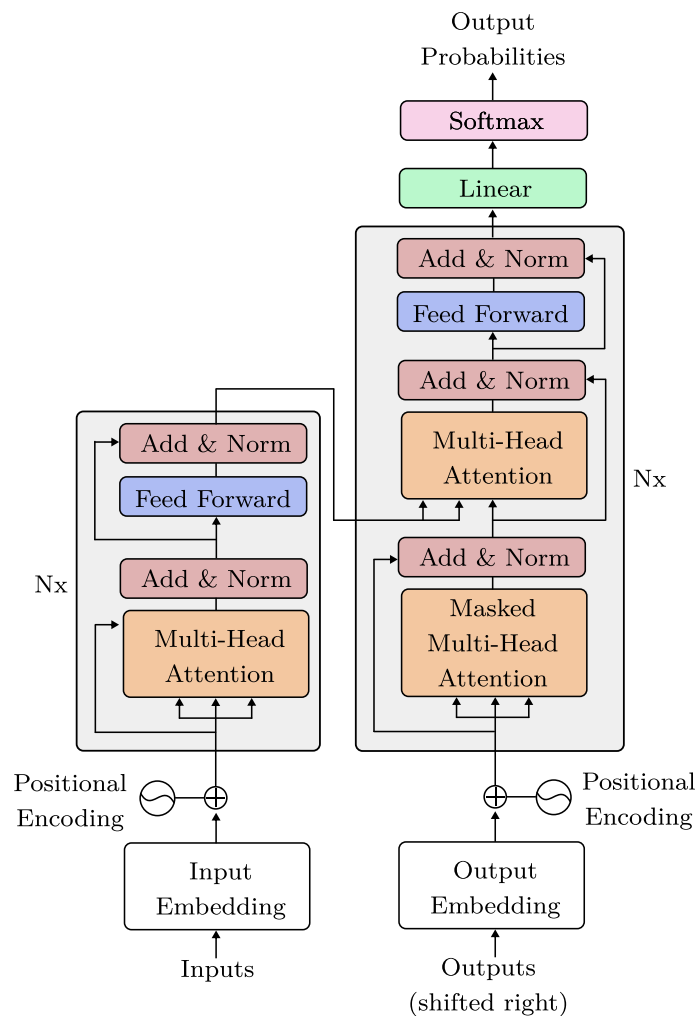 Output
Probabilities
Softmax
Linear
Add & Norm
Feed Forward
Add & Norm
Multi-Head
Attention
Nx
Add & Norm
Masked
Multi-Head
Attention
Add & Norm
Feed Forward
Nx
Add & Norm
Multi-Head
Attention
Positional
Encoding
Positional
Encoding
Input
Embedding
Output
Embedding
Inputs
Outputs
(shifted right)